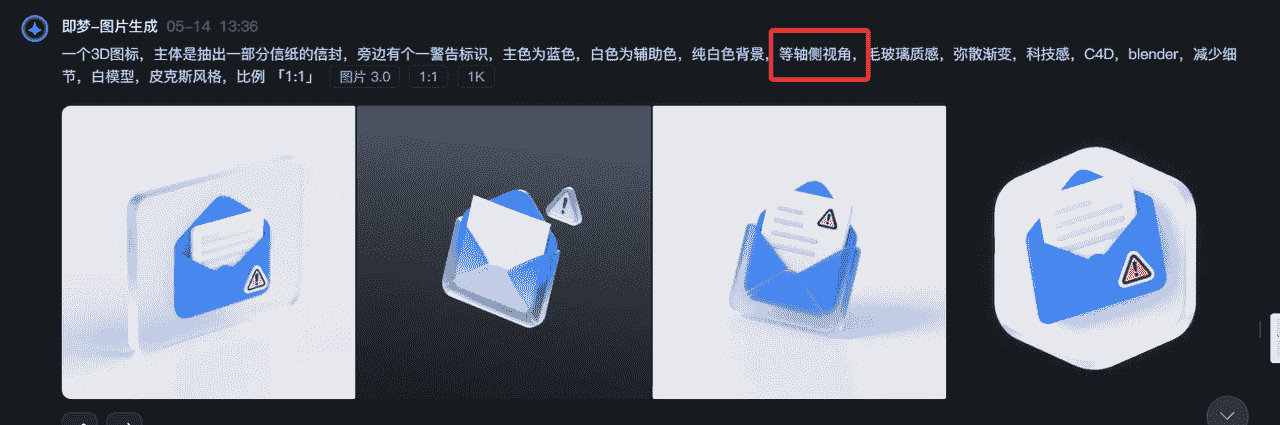 即梦-图片生成 05-14 13:36
一个3D图标，主体是抽出一部分信纸的信封，旁边有个一警告标识，主色为蓝色，白色为辅助色，纯白色背景，等轴侧视角，毛玻璃质感，弥散渐变，科技感，C4D，blender，减少细
节，白模型，皮克斯风格，比例 「1:1」 图片 3.0 1:1 1K